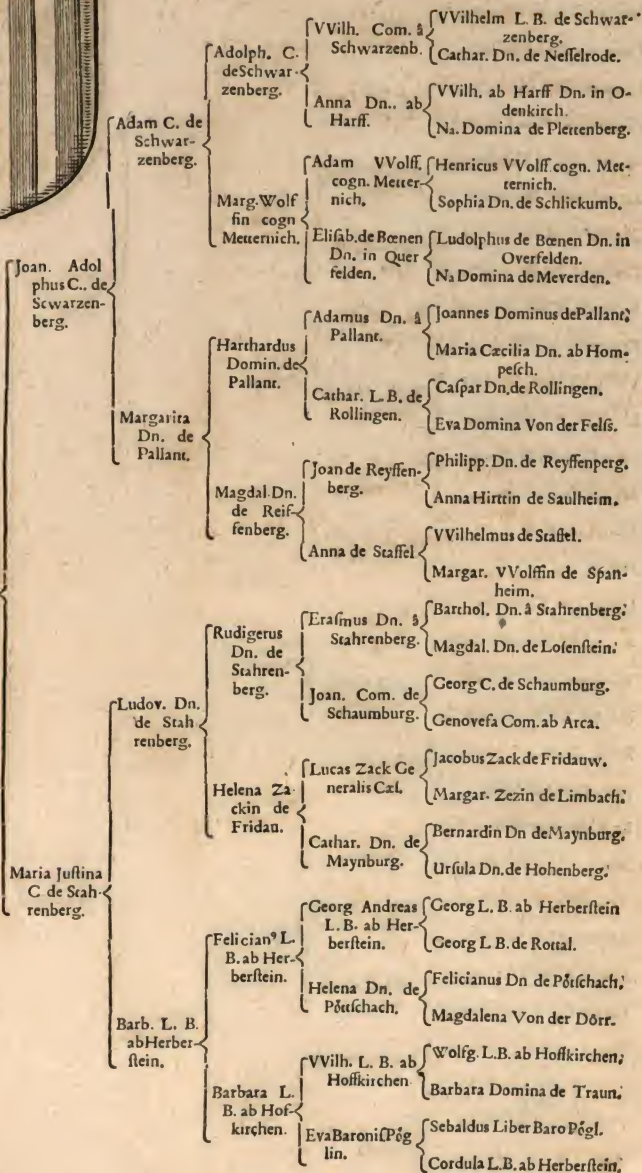 Joan. Adol
phus C.. de
Scwarzen-
berg.
Maria Juſtina
C de Stah-
renberg.
Adam C. de
Schwar-
zenberg.
Margarita
Dn. de
Pallant.
Ludov. Dn.
de Stah
renberg.
Barb. L. B.
abHerber-
ſtein.
Adolph. C.
deSchwar-
zenberg.
Marg. Wolf
fin cogn
Metternich.
Harthardus
Domin. de
Pallant.
Magdal. Dn.
de Reif-
fenberg.
Rudigerus
Dn. de
Stahren-
berg.
Helena Za-
ckin de
Fridau.
Felicianꝰ L.
B. ab Her-
berſtein.
Barbara L.
B. ab Hof-
kirchen.
VVilh. Com. â
Schwarzenb.
Anna Dn.. ab
Harff.
Adam VVolff.
cogn. Metter-
nich.
Eliſab. de Bœnen
Dn. in Quer
felden.
Adamus Dn. â
Pallant.
Cathar. L. B. de
Rollingen.
Joan de Reyffen-
berg.
Anna de Staffel
Eraſmus Dn. â
Stahrenberg.
Joan. Com. de
Schaumburg.
Lucas Zack Ge
neralis Cæſ.
Cathar. Dn. de
Maynburg.
Georg Andreas
L. B. ab Her-
berſtein.
Helena Dn. de
Pôttſchach.
VVilh. L. B. ab
Hoffkirchen
Eva Baroniſ Pôg
lin.
VVilhelm L. B. de Schwar-
zenberg.
Cathar. Dn. de Neſſelrode.
VVilh. ab Harff Dn. in O-
denkirch.
Na. Domina de Plettenberg.
Henricus VVolff. cogn. Met-
ternich.
Sophia Dn. de Schlickumb.
Ludolphus de Bœnen Dn. in
Overfelden.
Na Domina de Meverden.
Joannes Dominus de Pallant.
Maria Cæcilia Dn. ab Hom-
peſch.
Caſpar Dn. de Rollingen.
Eva Domina Von der Felſs.
Philipp. Dn. de Reyffenperg.
Anna Hirttin de Saulheim.
VVilhelmus de Staffel.
Margar. VVolffin de Span-
heim.
Barthol. Dn. â Stahrenberg.
Magdal. Dn. de Loſenſtein.
Georg C. de Schaumburg.
Genovefa Com. ab Arca.
Jacobus Zack de Fridauw.
Margar. Zezin de Limbach.
Bernardin Dn de Maynburg.
Urſula Dn. de Hohenberg.
Georg L. B. ab Herberſtein
Georg L B. de Rottal.
Felicianus Dn de Pôttſchach.
Magdalena Von der Dôrr.
Wolfg. L. B. ab Hoffkirchen.
Barbara Domina de Traun.
Sebaldus Liber Baro Pôgl.
Cordula L. B. ab Herberſtein.